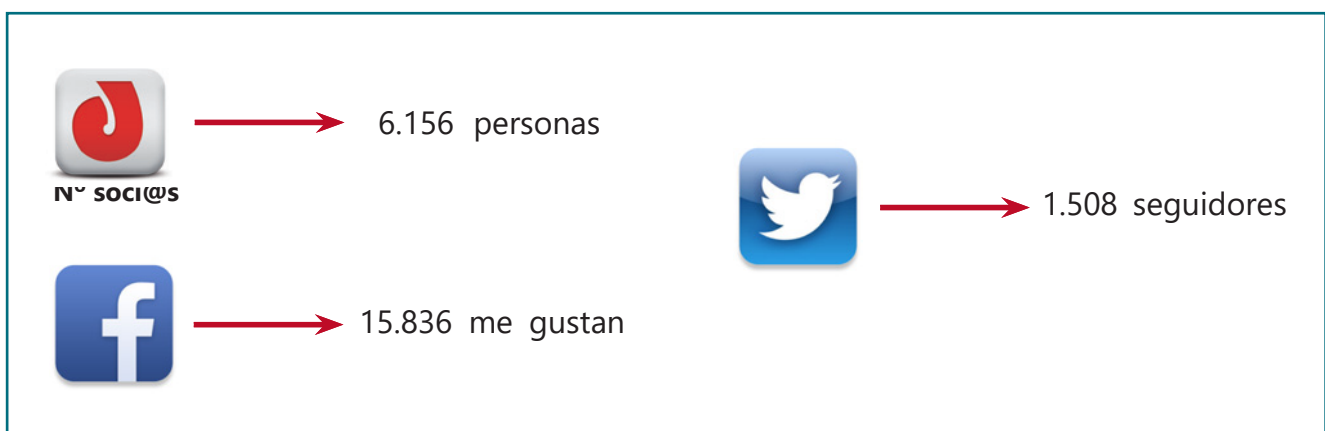 6.156 personas
Nº soci@s
1.508 seguidores
15.836 me gustan